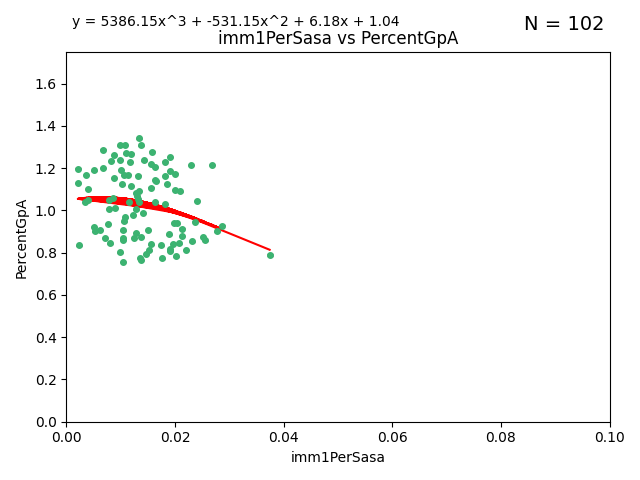 y = 5386.15x^3 + -531.15x^2 + 6.18x + 1.04
N = 102
imm1PerSasa vs PercentGpA
1.6
1.4
1.2
1.0
0.8
0.6
0.4
0.2
0.0
PercentGpA
0.00 0.02 0.04 0.06 0.08 0.10
imm1PerSasa